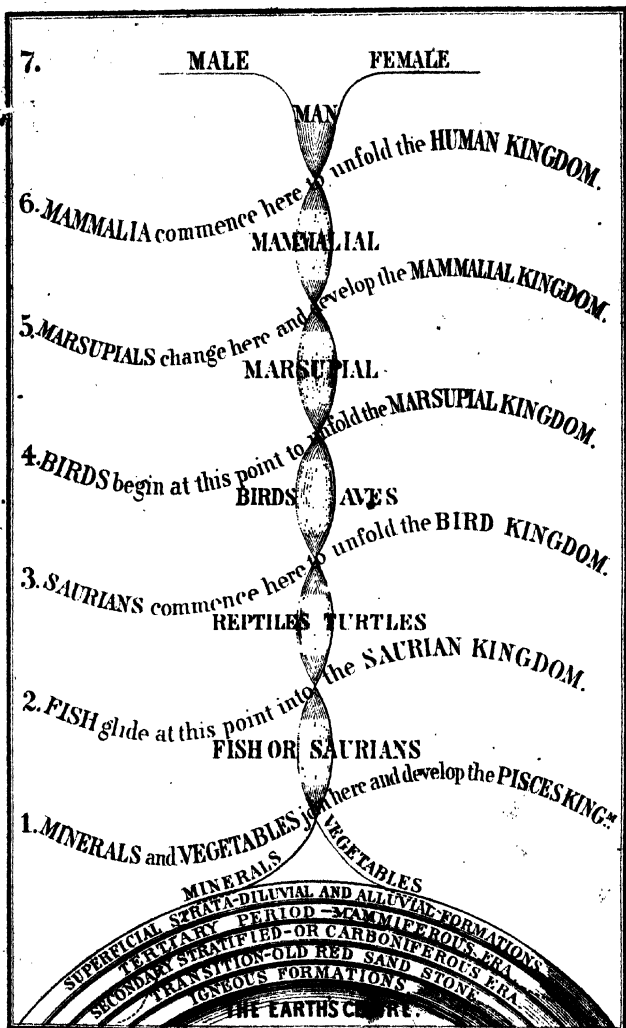 7.
MALE FEMALE
MAN
6. MAMMALIA commence here to unfold the HUMAN KINGDOM.
MAMMALIAL
5. MARSUPIALS change here and develop the MAMMALIAL KINGDOM.
MARSUPIAL
4. BIRDS begin at this point to unfold the MARSUPIAL KINGDOM.
BIRDS AVES
3. SAURIANS commence here to unfold the BIRD KINGDOM.
REPTILES TURTLES
2. FISH glide at this point into the SAURIAN KINGDOM.
FISH OR SAURIANS
1. MINERALS and VEGETABLES join here and develop the PISCES KING.M
MINERALS VEGETABLES
SUPERFICIAL STRATA-DILUVIAL AND ALLUVIAL FORMATIONS
TERTIARY PERIOD-MAMMIFEROUS ERA
SECONDARY STRATIFIED-OR CARBONIFEROUS ERA
TRANSITION-OLD RED SAND STONE
IGNEOUS FORMATIONS
THE EARTH'S CENTRE.